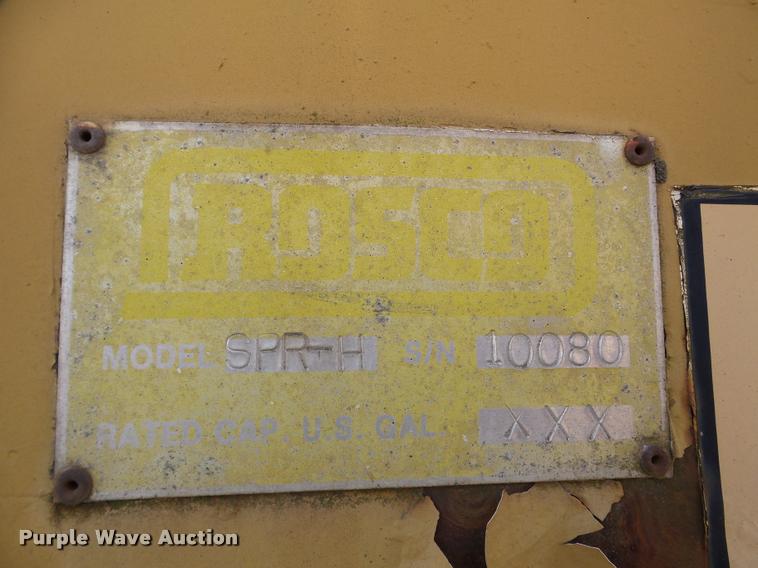 ROSCO
MODEL SPR-H S/N 10080
RATED CAP. U.S. GAL. XXX
Purple Wave Auction